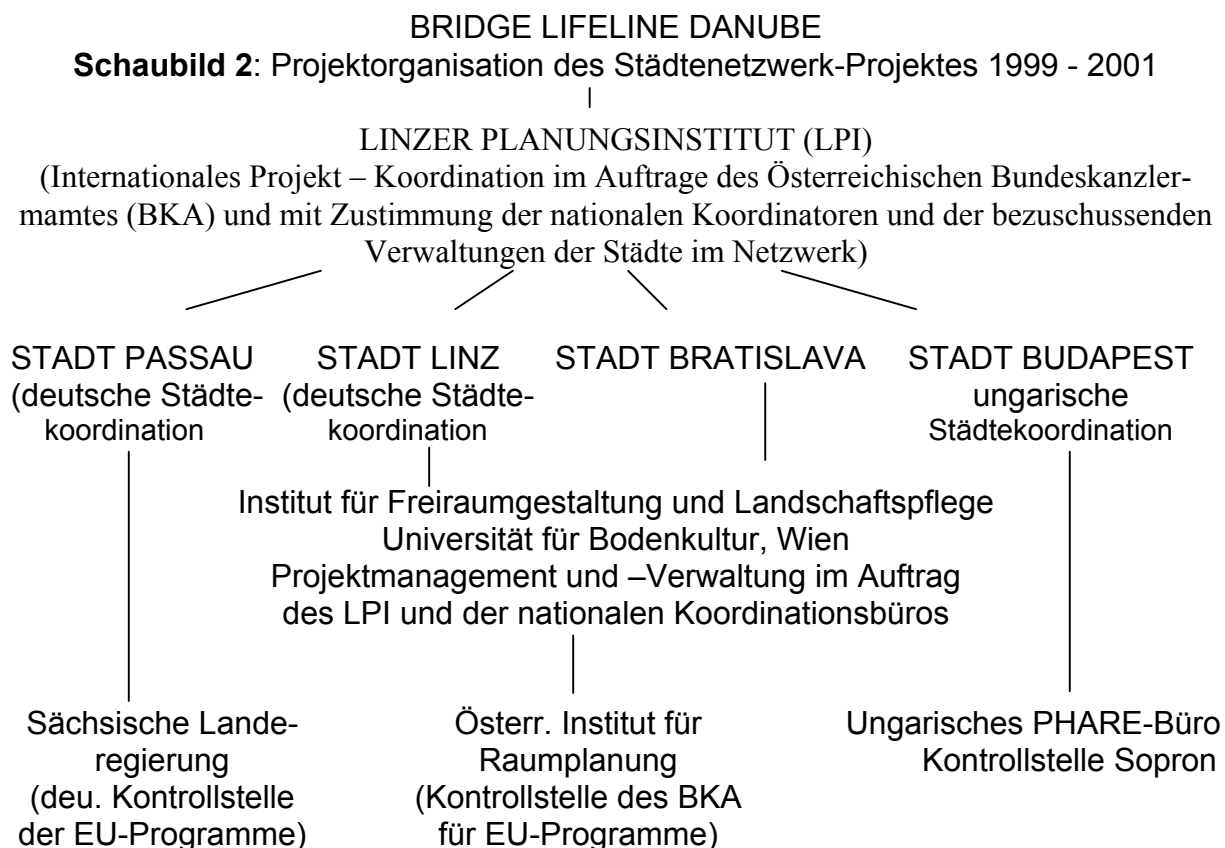 BRIDGE LIFELINE DANUBE
Schaubild 2: Projektorganisation des Städtenetzwerk-Projektes 1999 - 2001
LINZER PLANUNGSINSTITUT (LPI)
(Internationales Projekt – Koordination im Auftrage des Österreichischen Bundeskanzler-
mamtes (BKA) und mit Zustimmung der nationalen Koordinatoren und der bezuschussenden
Verwaltungen der Städte im Netzwerk)
STADT PASSAU
(deutsche Städte-
koordination
STADT LINZ
(deutsche Städte-
koordination
STADT BRATISLAVA
STADT BUDAPEST
ungarische
Städtekoordination
Institut für Freiraumgestaltung und Landschaftspflege
Universität für Bodenkultur, Wien
Projektmanagement und –Verwaltung im Auftrag
des LPI und der nationalen Koordinationsbüros
Sächsische Lande-
regierung
(deu. Kontrollstelle
der EU-Programme)
Österr. Institut für
Raumplanung
(Kontrollstelle des BKA
für EU-Programme)
Ungarisches PHARE-Büro
Kontrollstelle Sopron